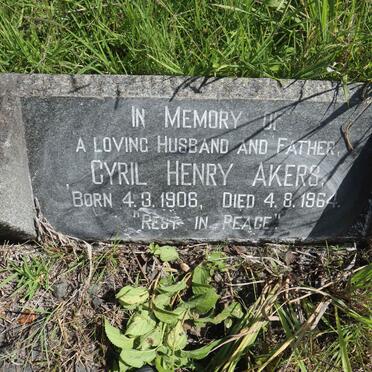 In Memory of
A Loving Husband and Father,
Cyril Henry Akers,
Born 4.3.1906, Died 4.8.1964.
"Rest in Peace"